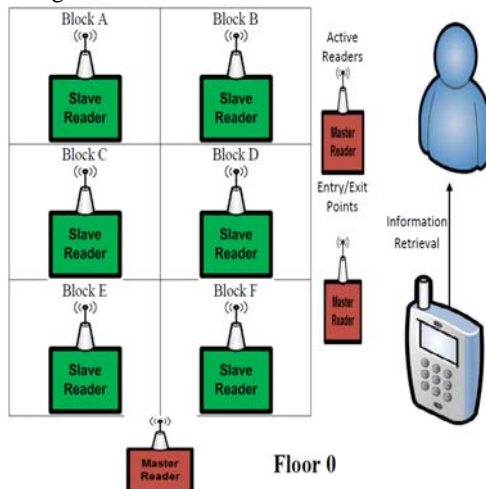 Block A
Block B
Slave
Reader
Slave
Reader
Active
Readers
Master
Reader
Entry/Exit
Points
Block C
Block D
Slave
Reader
Slave
Reader
Information
Retrieval
Master
Reader
Block E
Block F
Slave
Reader
Slave
Reader
Master
Reader
Floor 0